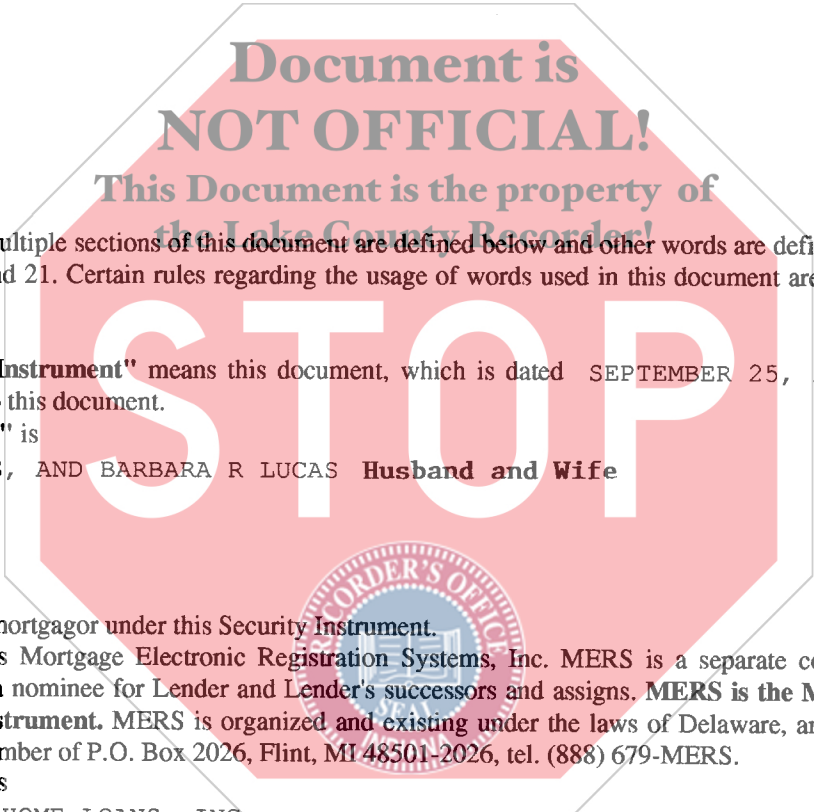 Document is
NOT OFFICIAL!
This Document is the property of
the Lake County Recorder!
ultiple sections of this document are defined below and other words are defi
nd 21. Certain rules regarding the usage of words used in this document are
Instrument" means this document, which is dated SEPTEMBER 25,
this document.
" is
, AND BARBARA R LUCAS Husband and Wife
STOP
mortgagor under this Security Instrument.
s Mortgage Electronic Registration Systems, Inc. MERS is a separate co
nominee for Lender and Lender's successors and assigns. MERS is the M
strument. MERS is organized and existing under the laws of Delaware, an
mber of P.O. Box 2026, Flint, MI 48501-2026, tel. (888) 679-MERS.
s
HOME LOANS, INC
RECORDER'S OFFICE
SEAL
INDIANA